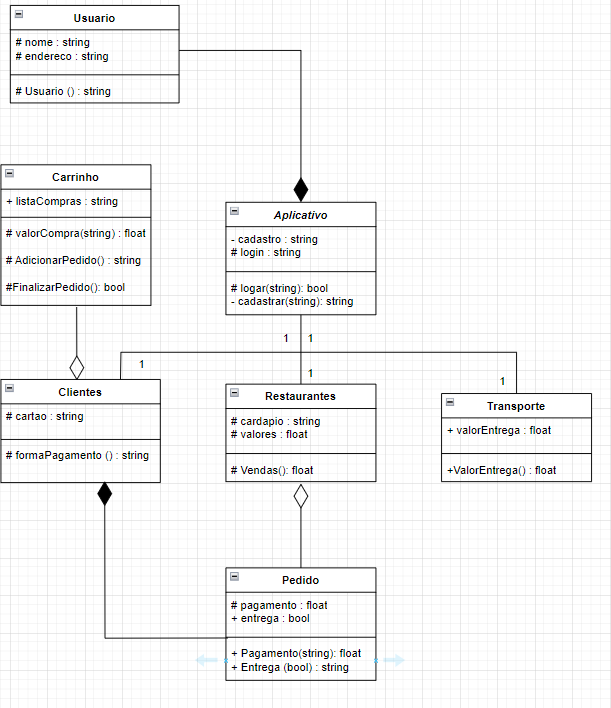 Usuario
# nome : string
# endereco : string
# Usuario () : string
Carrinho
+ listaCompras : string
# valorCompra(string) : float
# AdicionarPedido() : string
#FinalizarPedido(): bool
Aplicativo
- cadastro : string
# login : string
# logar(string): bool
- cadastrar(string): string
1
1
1
1
1
Clientes
# cartao : string
# formaPagamento () : string
Restaurantes
# cardapio : string
# valores : float
# Vendas(): float
Transporte
+ valorEntrega : float
+ValorEntrega() : float
Pedido
# pagamento : float
+ entrega : bool
+ Pagamento(string): float
+ Entrega (bool) : string